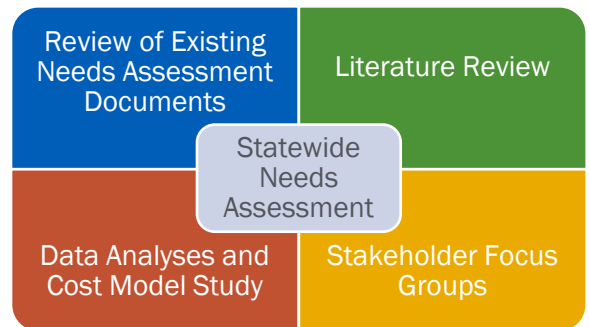 Review of Existing
Needs Assessment
Documents
Literature Review
Statewide
Needs
Assessment
Data Analyses and
Cost Model Study
Stakeholder Focus
Groups